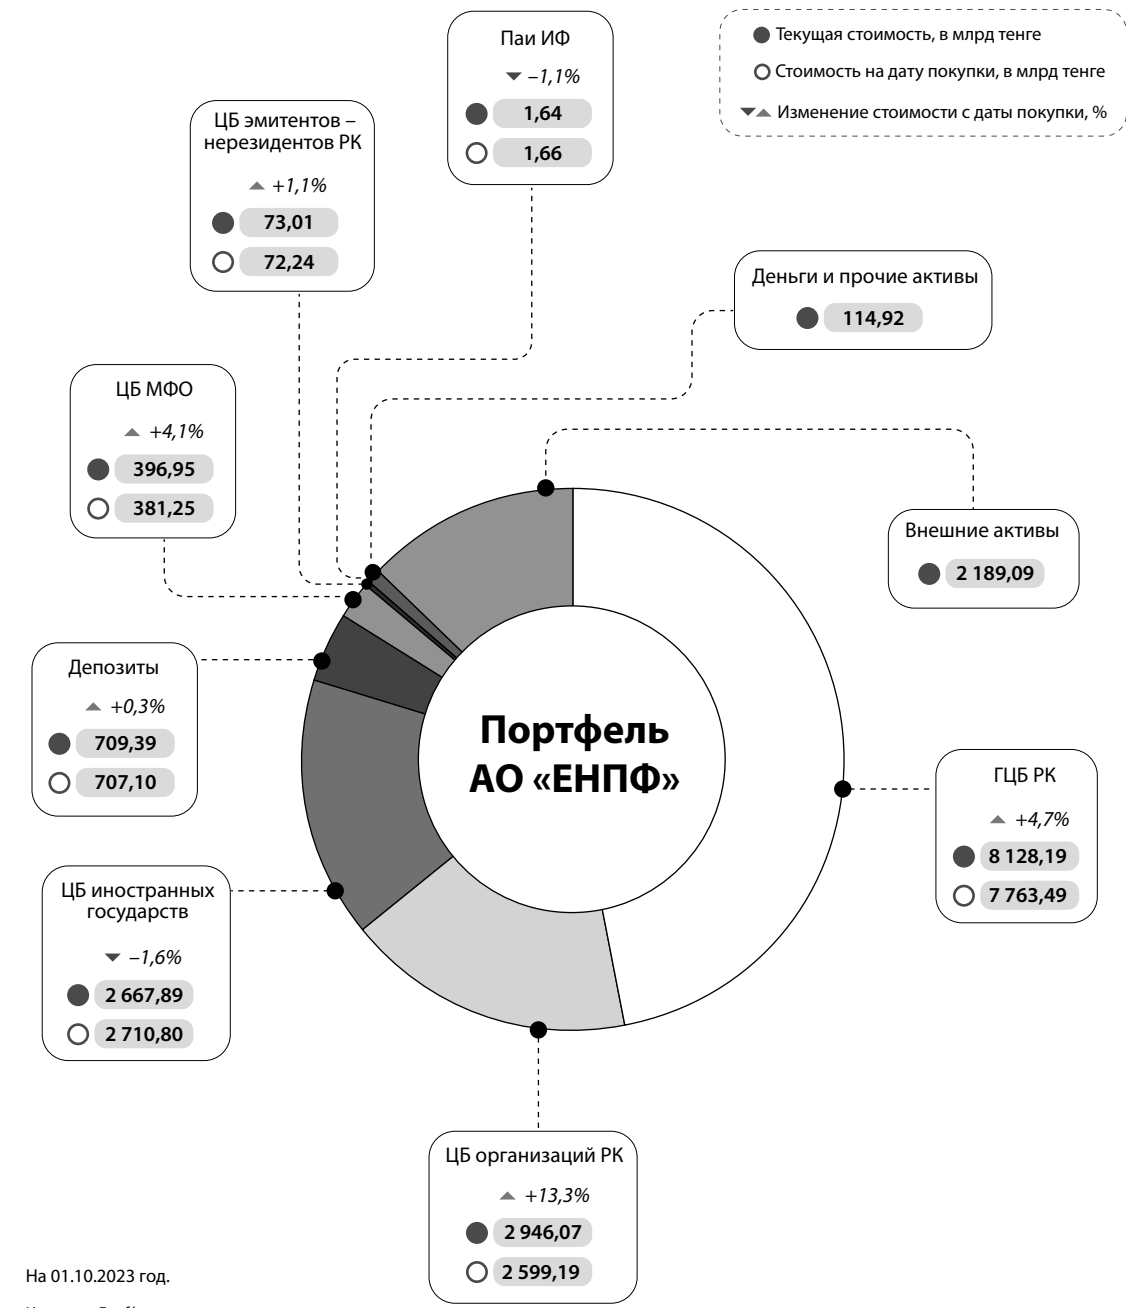 Текущая стоимость, в млрд тенге
Стоимость на дату покупки, в млрд тенге
Изменение стоимости с даты покупки, %
Паи ИФ
–1,1%
1,64
1,66
ЦБ эмитентов –
нерезидентов РК
+1,1%
73,01
72,24
Деньги и прочие активы
114,92
ЦБ МФО
+4,1%
396,95
381,25
Внешние активы
2 189,09
Депозиты
+0,3%
709,39
707,10
Портфель
АО «ЕНПФ»
ГЦБ РК
+4,7%
8 128,19
7 763,49
ЦБ иностранных
государств
–1,6%
2 667,89
2 710,80
ЦБ организаций РК
+13,3%
2 946,07
2 599,19
На 01.10.2023 год.